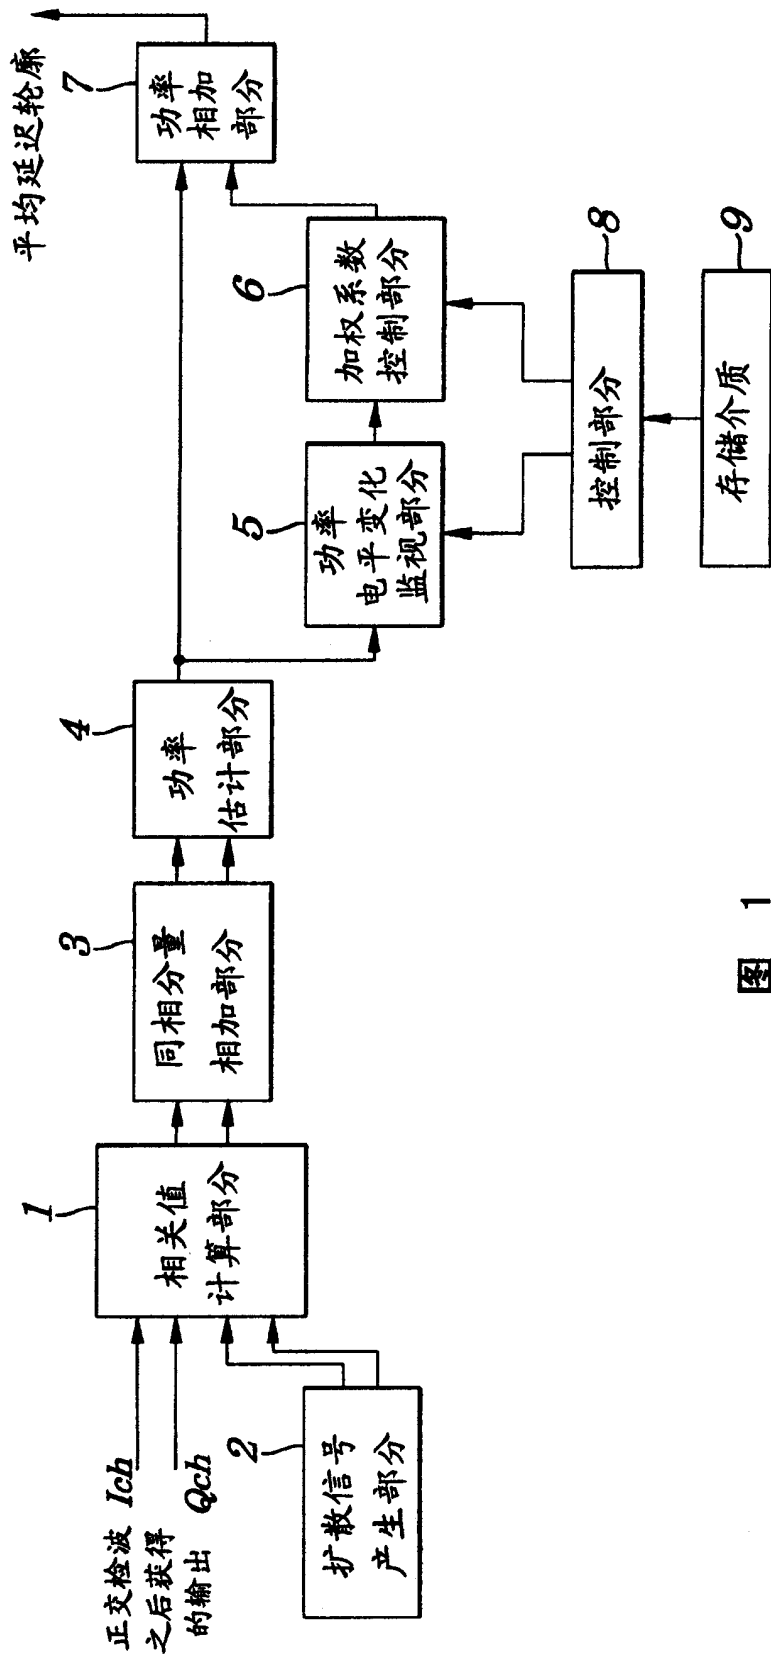 正交检波
之后获得
的输出
Ich
Qch
1
相关值
计算部分
2
扩散信号
产生部分
3
同相分量
相加部分
4
功率
估计部分
5
功率
电平变化
监视部分
6
加权系数
控制部分
7
功率
相加
部分
平均延迟轮廓
8
控制部分
9
存储介质
图 1